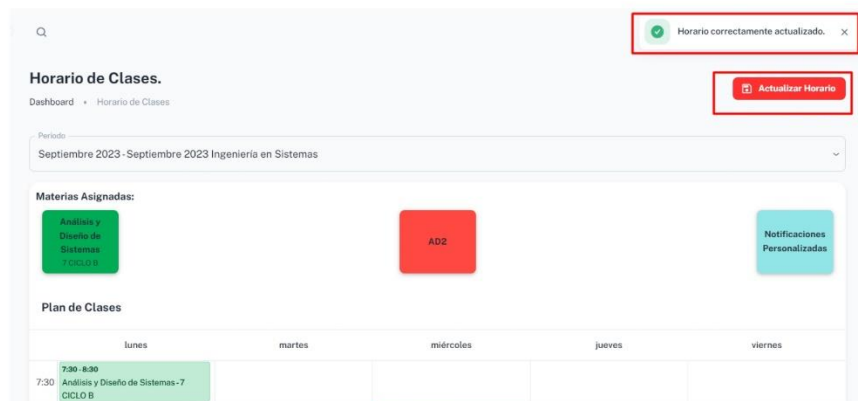 Horario correctamente actualizado.
Horario de Clases.
Dashboard • Horario de Clases
Actualizar Horario
Periodo
Septiembre 2023 - Septiembre 2023 Ingeniería en Sistemas
Materias Asignadas:
Análisis y
Diseño de
Sistemas
7 CICLO B
AD2
Notificaciones
Personalizadas
Plan de Clases
lunes martes miércoles jueves viernes
7:30 - 8:30
7:30 Análisis y Diseño de Sistemas - 7
CICLO B